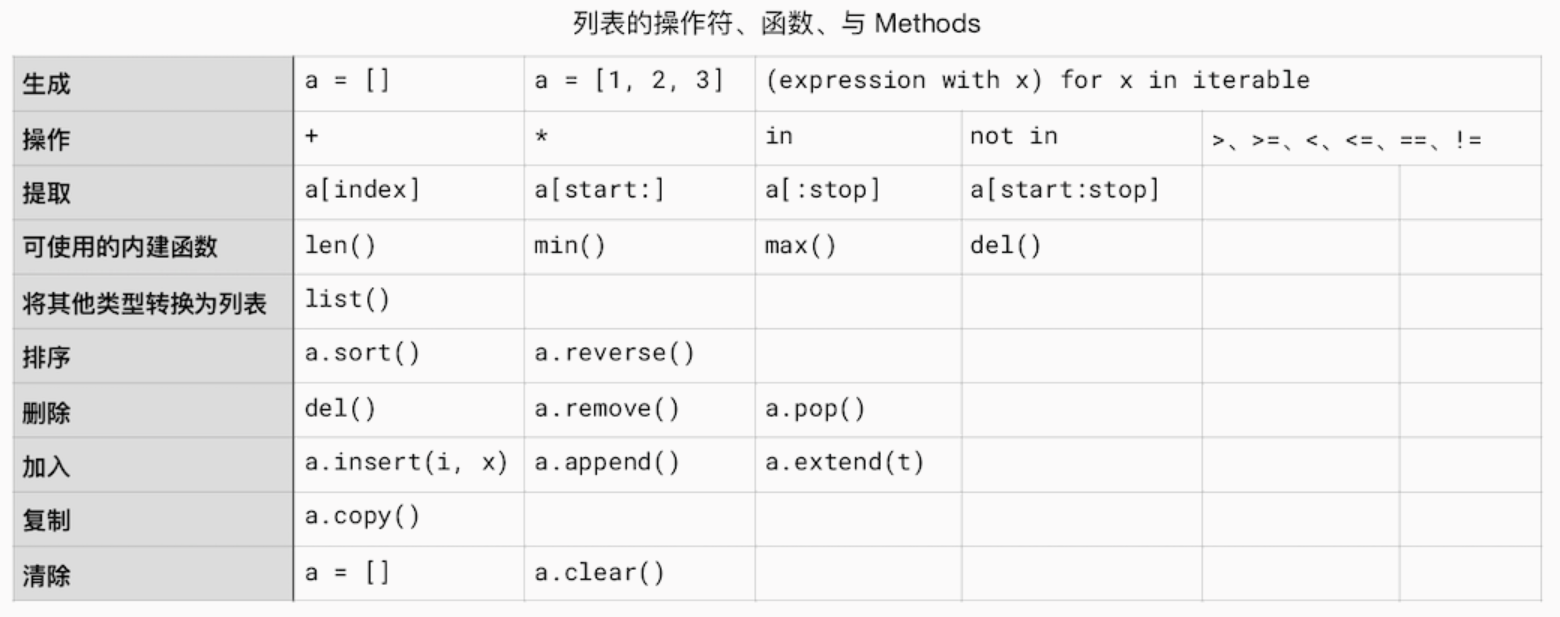 列表的操作符、函数、与 Methods
生成 a = [] a = [1, 2, 3] (expression with x) for x in iterable
操作 + * in not in >、>=、<、<=、==、!=
提取 a[index] a[start:] a[:stop] a[start:stop]
可使用的内建函数 len() min() max() del()
将其他类型转换为列表 list()
排序 a.sort() a.reverse()
删除 del() a.remove() a.pop()
加入 a.insert(i, x) a.append() a.extend(t)
复制 a.copy()
清除 a = [] a.clear()